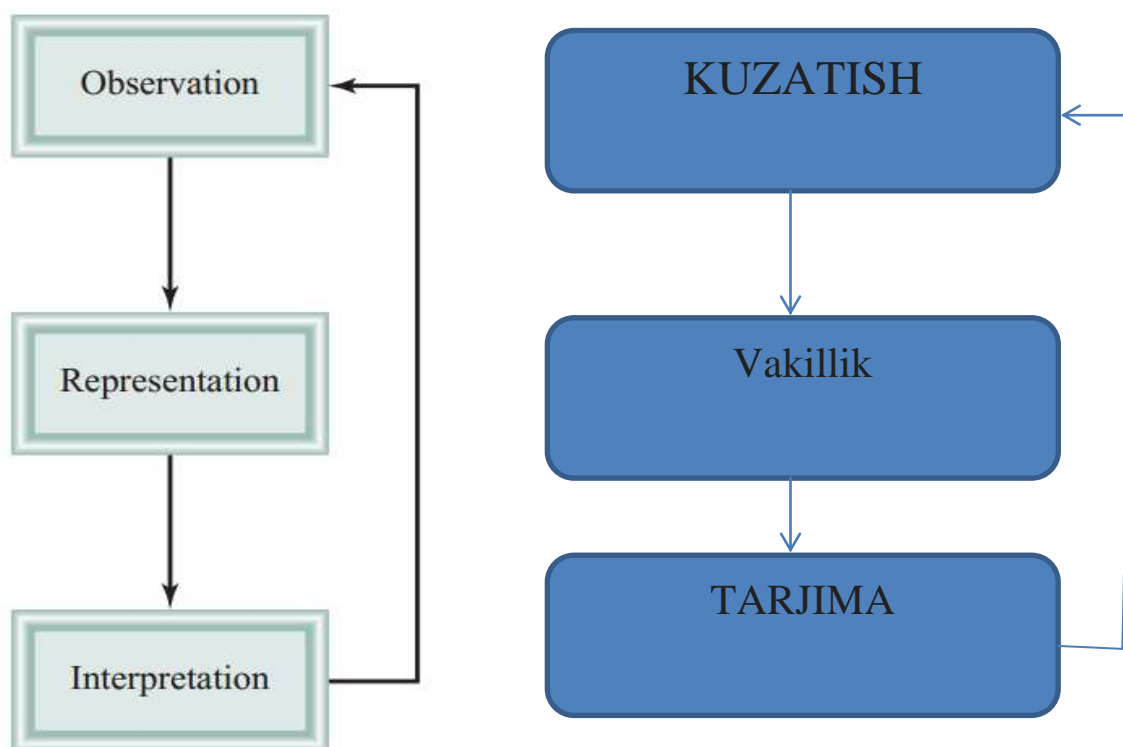 Observation
Representation
Interpretation
KUZATISH
Vakillik
TARJIMA